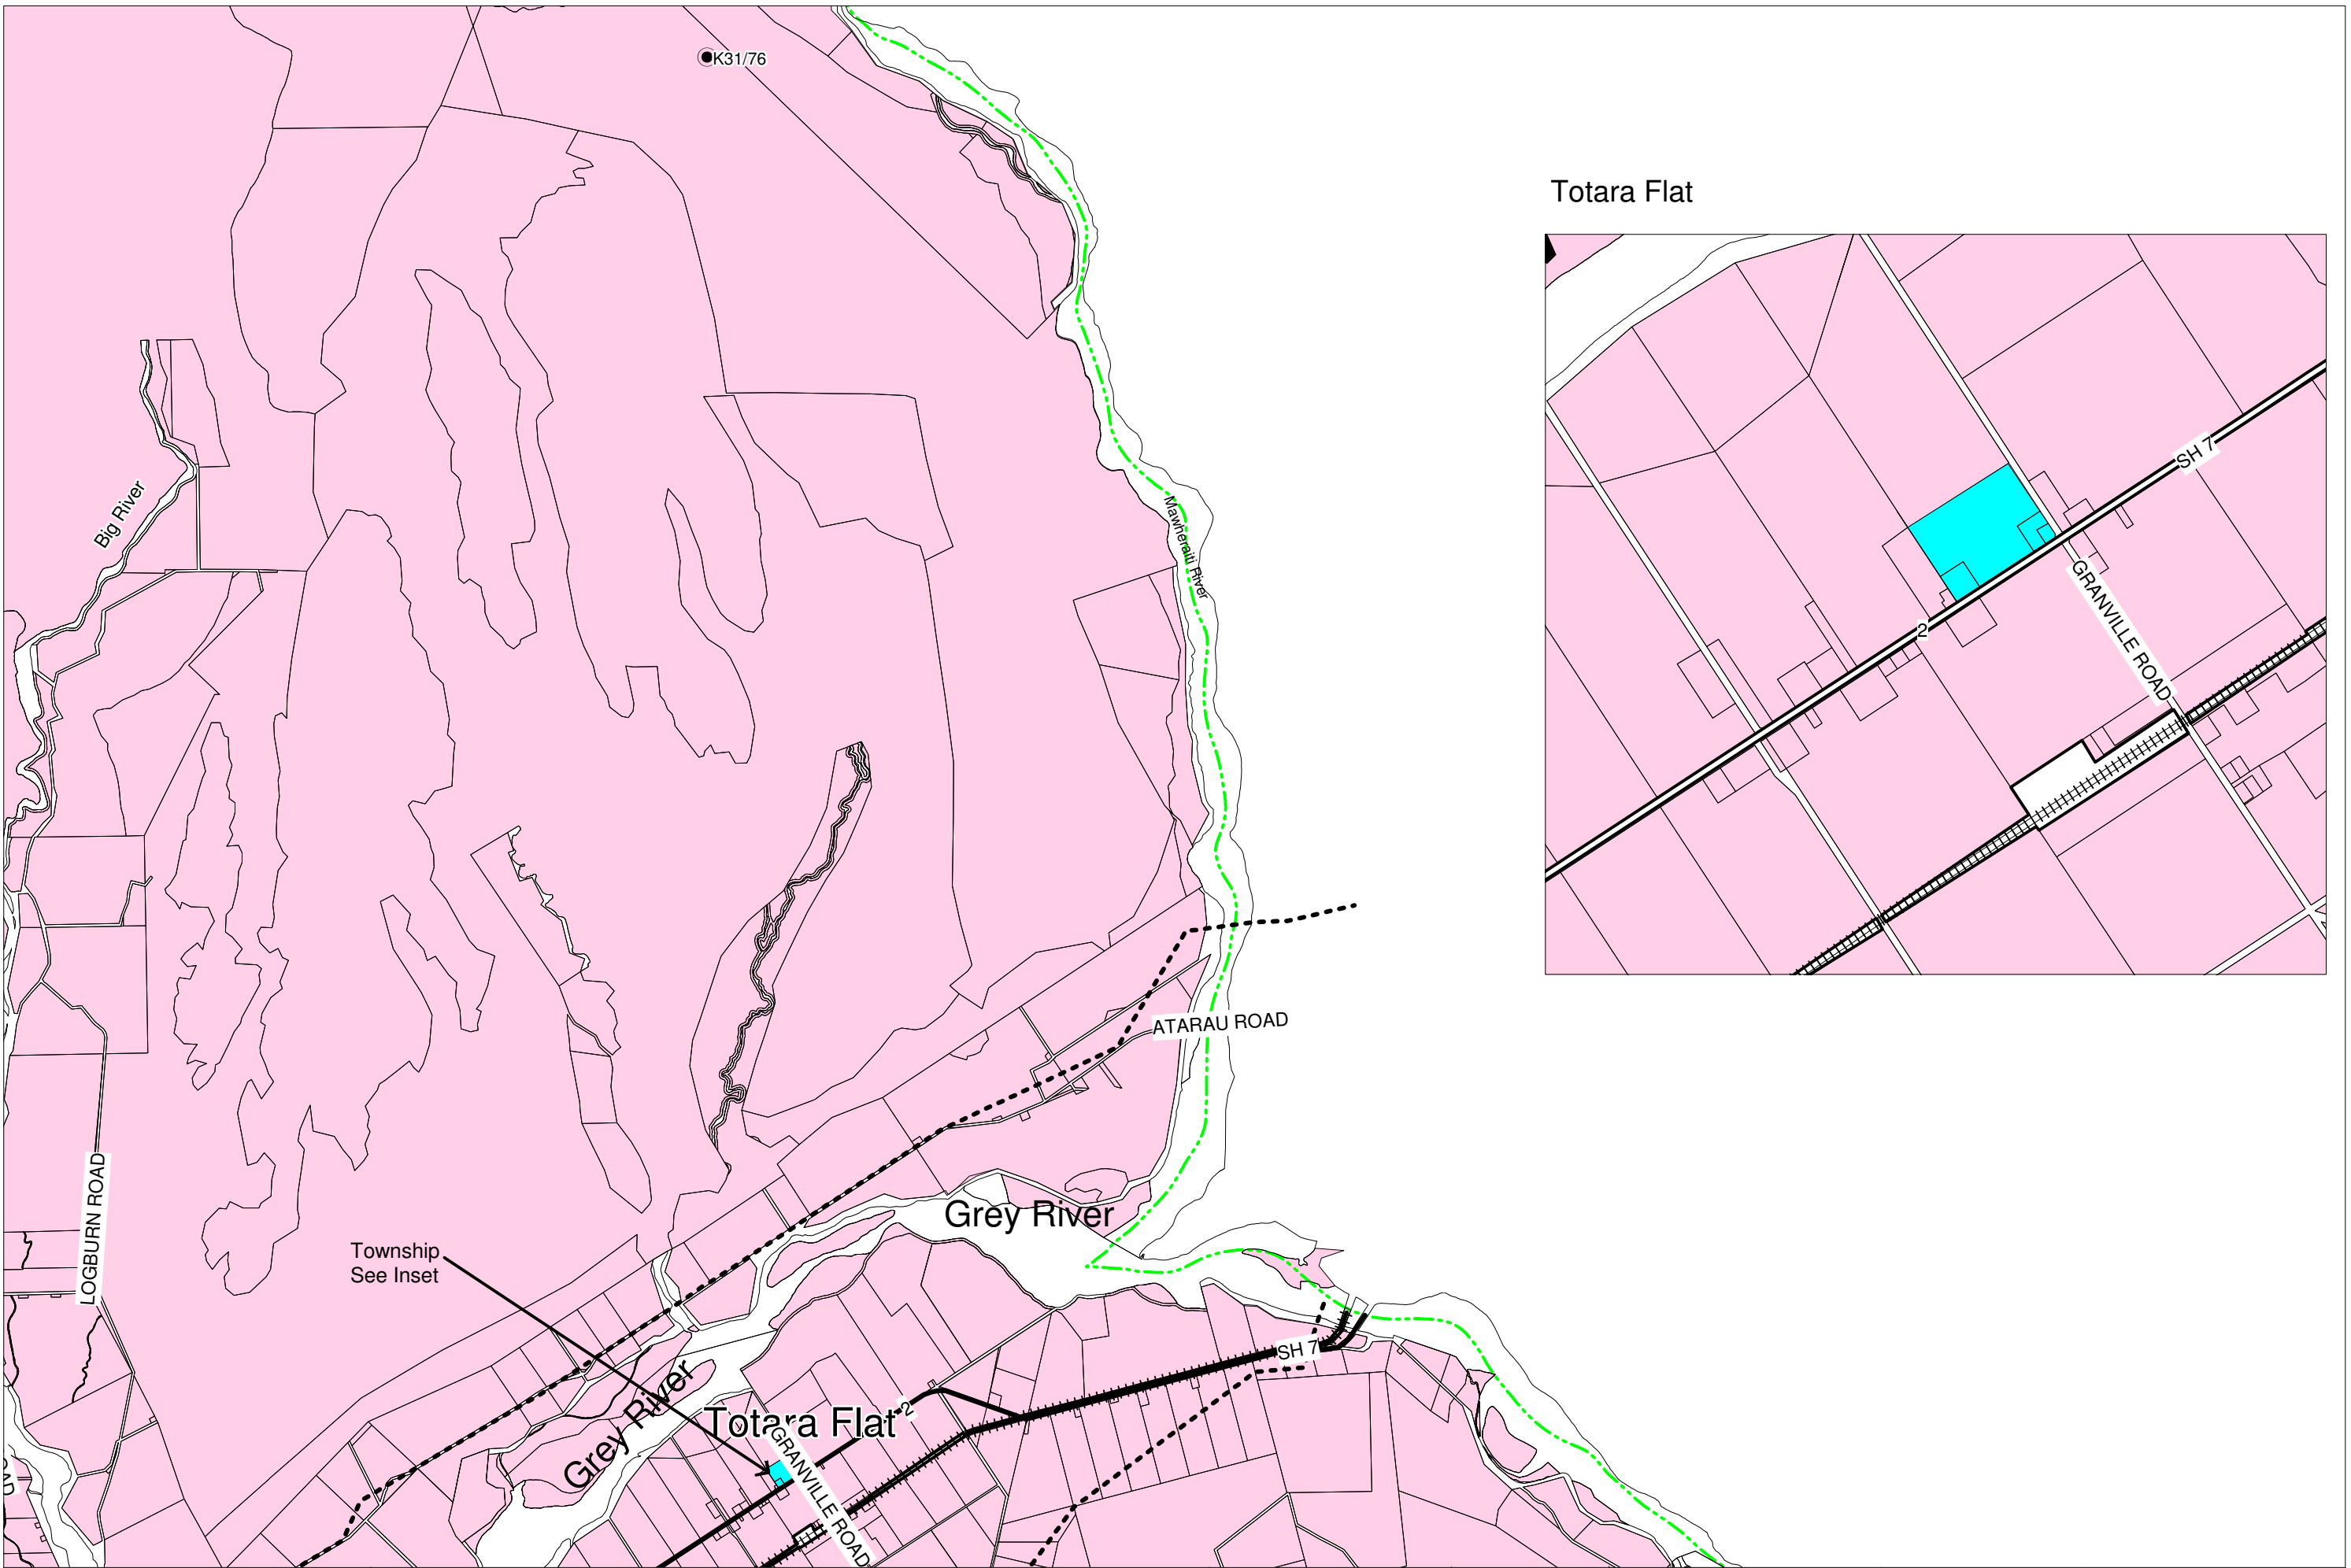 K31/76
Totara Flat
SH 7
Big River
Mawheraiti River
2
GRANVILLE ROAD
ATARAU ROAD
LOGBURN ROAD
Grey River
Township
See Inset
SH 7
Grey River
Totara Flat
2
GRANVILLE ROAD